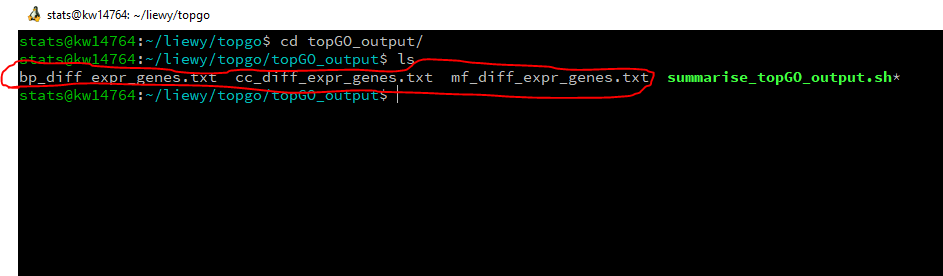 stats@kw14764: ~/liewy/topgo
stats@kw14764:~/liewy/topgo$ cd topGO_output/
stats@kw14764:~/liewy/topgo/topGO_output$ ls
bp_diff_expr_genes.txt  cc_diff_expr_genes.txt  mf_diff_expr_genes.txt  summarise_topGO_output.sh*
stats@kw14764:~/liewy/topgo/topGO_output$